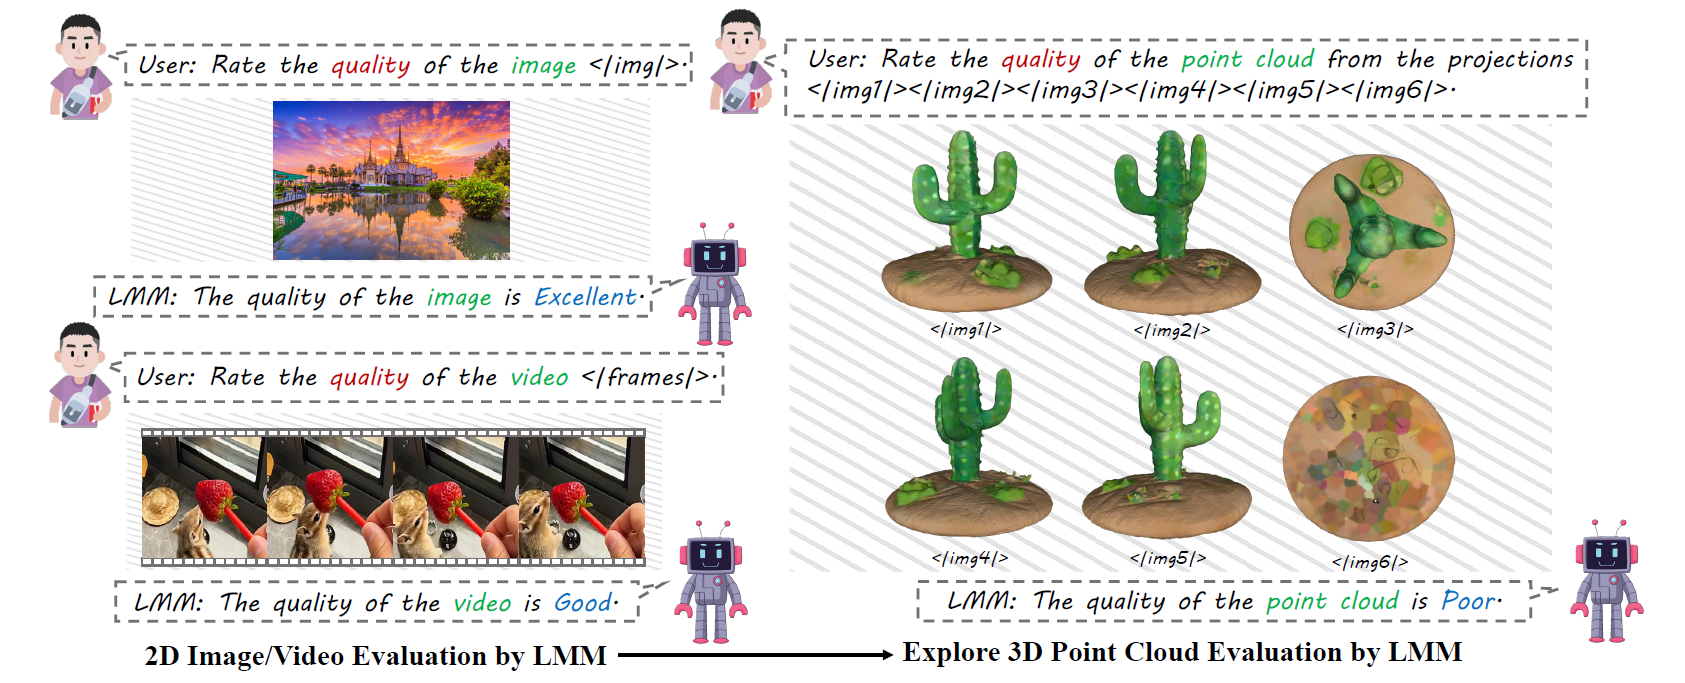 User: Rate the quality of the image </|img|>.
LMM: The quality of the image is Excellent.
User: Rate the quality of the video </|frames|>.
LMM: The quality of the video is Good.
2D Image/Video Evaluation by LMM
User: Rate the quality of the point cloud from the projections
</|img1|></|img2|></|img3|></|img4|></|img5|></|img6|>.
</|img1|>
</|img2|>
</|img3|>
</|img4|>
</|img5|>
</|img6|>
LMM: The quality of the point cloud is Poor.
Explore 3D Point Cloud Evaluation by LMM